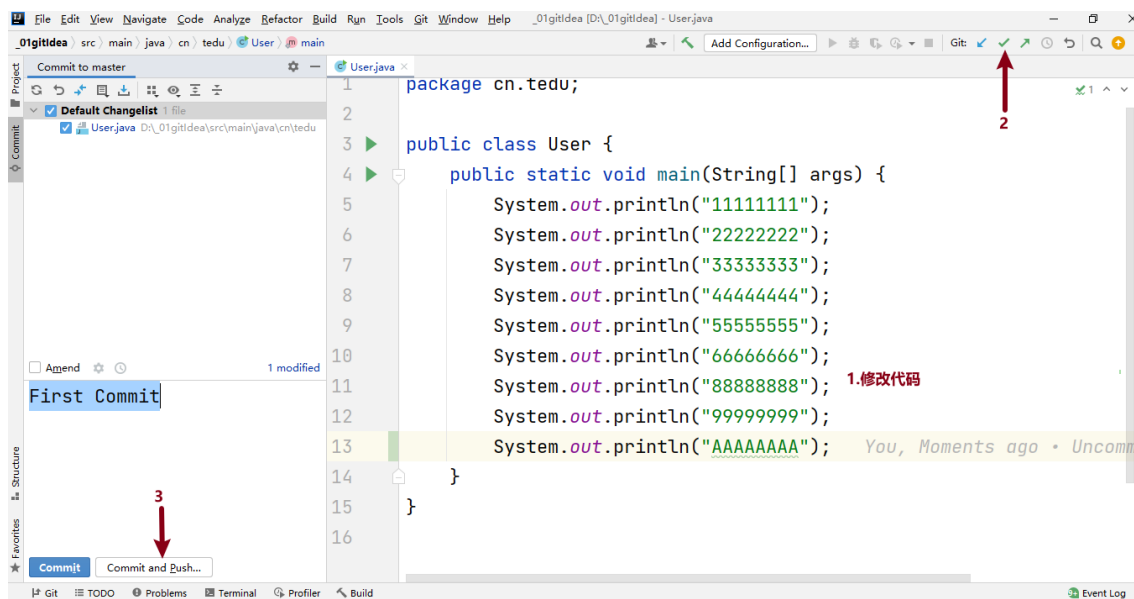 File Edit View Navigate Code Analyze Refactor Build Run Tools Git Window Help _01gitIdea [D:\_01gitIdea] - User.java
_01gitIdea src main java cn tedu User main Add Configuration... Git:
Project
Commit
Structure
Favorites
Commit to master
Default Changelist 1 file
User.java D:\_01gitIdea\src\main\java\cn\tedu
Amend 1 modified
First Commit
3
Commit Commit and Push...
User.java
1 package cn.tedu;
2
3 public class User {
4 public static void main(String[] args) {
5 System.out.println("11111111");
6 System.out.println("22222222");
7 System.out.println("33333333");
8 System.out.println("44444444");
9 System.out.println("55555555");
10 System.out.println("66666666");
11 System.out.println("88888888"); 1.修改代码
12 System.out.println("99999999");
13 System.out.println("AAAAAAAA"); You, Moments ago • Uncomm
14 }
15 }
16
1
2
Git TODO Problems Terminal Profiler Build Event Log